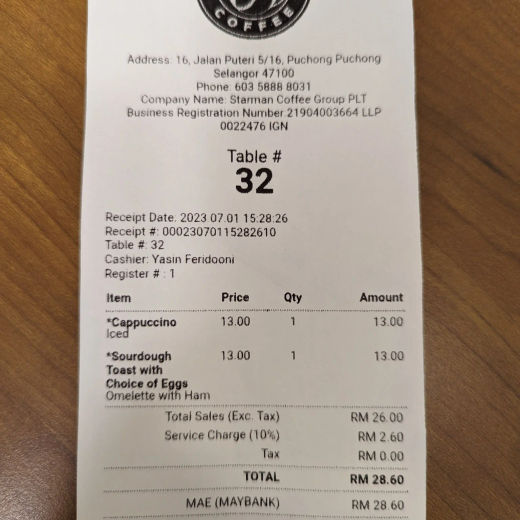 COFFEE
Address: 16, Jalan Puteri 5/16, Puchong Puchong
Selangor 47100
Phone: 603 5888 8031
Company Name: Starman Coffee Group PLT
Business Registration Number 21904003664 LLP
0022476 IGN
Table #
32
Receipt Date: 2023 07.01 15:28:26
Receipt #: 00023070115282610
Table #: 32
Cashier: Yasin Feridooni
Register # : 1
Item Price Qty Amount
*Cappuccino 13.00 1 13.00
Iced
*Sourdough 13.00 1 13.00
Toast with
Choice of Eggs
Omelette with Ham
Total Sales (Exc. Tax) RM 26.00
Service Charge (10%) RM 2.60
Tax RM 0.00
TOTAL RM 28.60
MAE (MAYBANK) RM 28.60